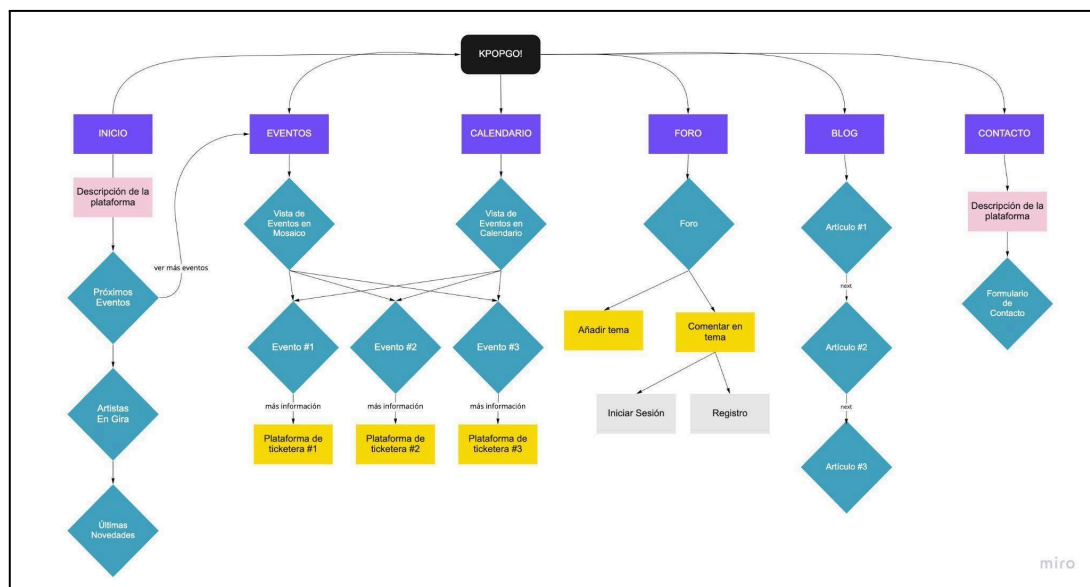 KPOPGO!
INICIO
EVENTOS
CALENDARIO
FORO
BLOG
CONTACTO
Descripción de la
plataforma
Vista de
Eventos en
Mosaico
Vista de
Eventos en
Calendario
Foro
Artículo #1
Descripción de la
plataforma
ver más eventos
Próximos
Eventos
next
Formulario
de
Contacto
Evento #1
Evento #2
Evento #3
Añadir tema
Comentar en
tema
Artículo #2
Artistas
En Gira
más información
más información
más información
Iniciar Sesión
Registro
next
Plataforma de
ticketera #1
Plataforma de
ticketera #2
Plataforma de
ticketera #3
Artículo #3
Últimas
Novedades
miro